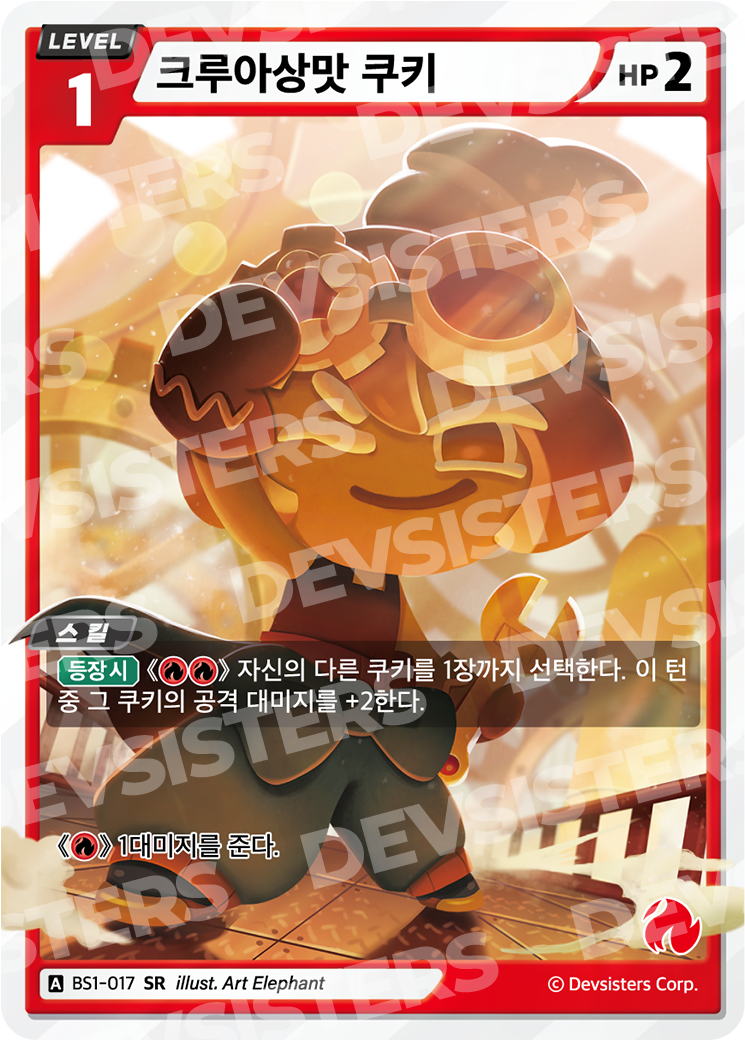 LEVEL
1
크루아상맛 쿠키
HP 2
스킬
등장시 《》 자신의 다른 쿠키를 1장까지 선택한다. 이 턴
중 그 쿠키의 공격 대미지를 +2한다.
《》 1대미지를 준다.
A BS1-017 SR illust. Art Elephant
© Devsisters Corp.
DEVSISTERS